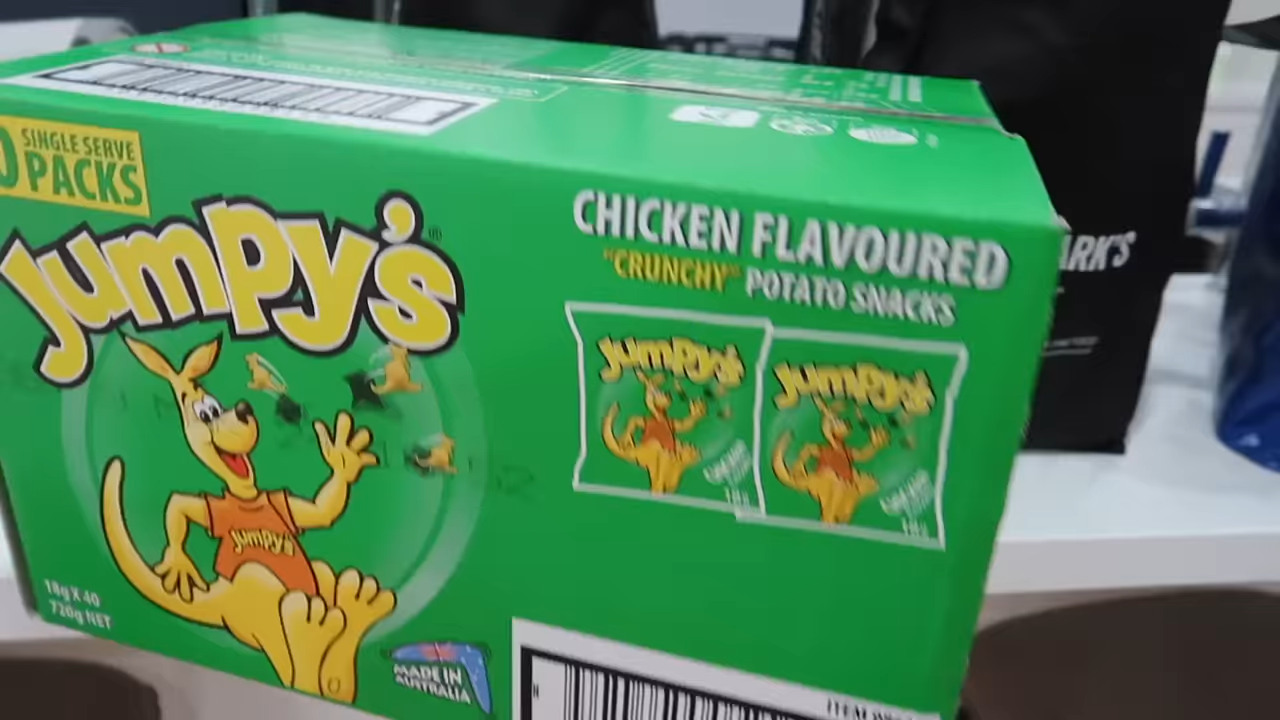 SINGLE SERVE
PACKS
Jumpy's
CHICKEN FLAVOURED
"CRUNCHY" POTATO SNACKS
Jumpy's
Jumpy's
Jumpy's
18g X 40
720g NET
MADE IN
AUSTRALIA
ARK'S